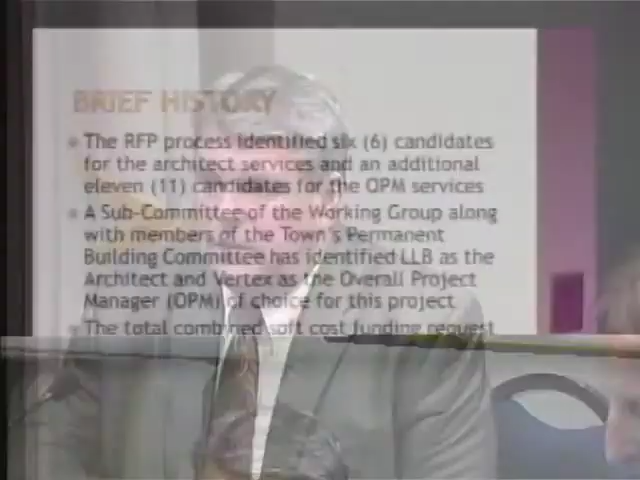 BRIEF HISTORY
The RFP process identified six (6) candidates
for the architect services and an additional
eleven (11) candidates for the OPM services
A Sub-Committee of the Working Group along
with members of the Town's Permanent
Building Committee has identified LLB as the
Architect and Vertex as the Overall Project
Manager (OPM) of choice for this project
The total combined soft cost funding request